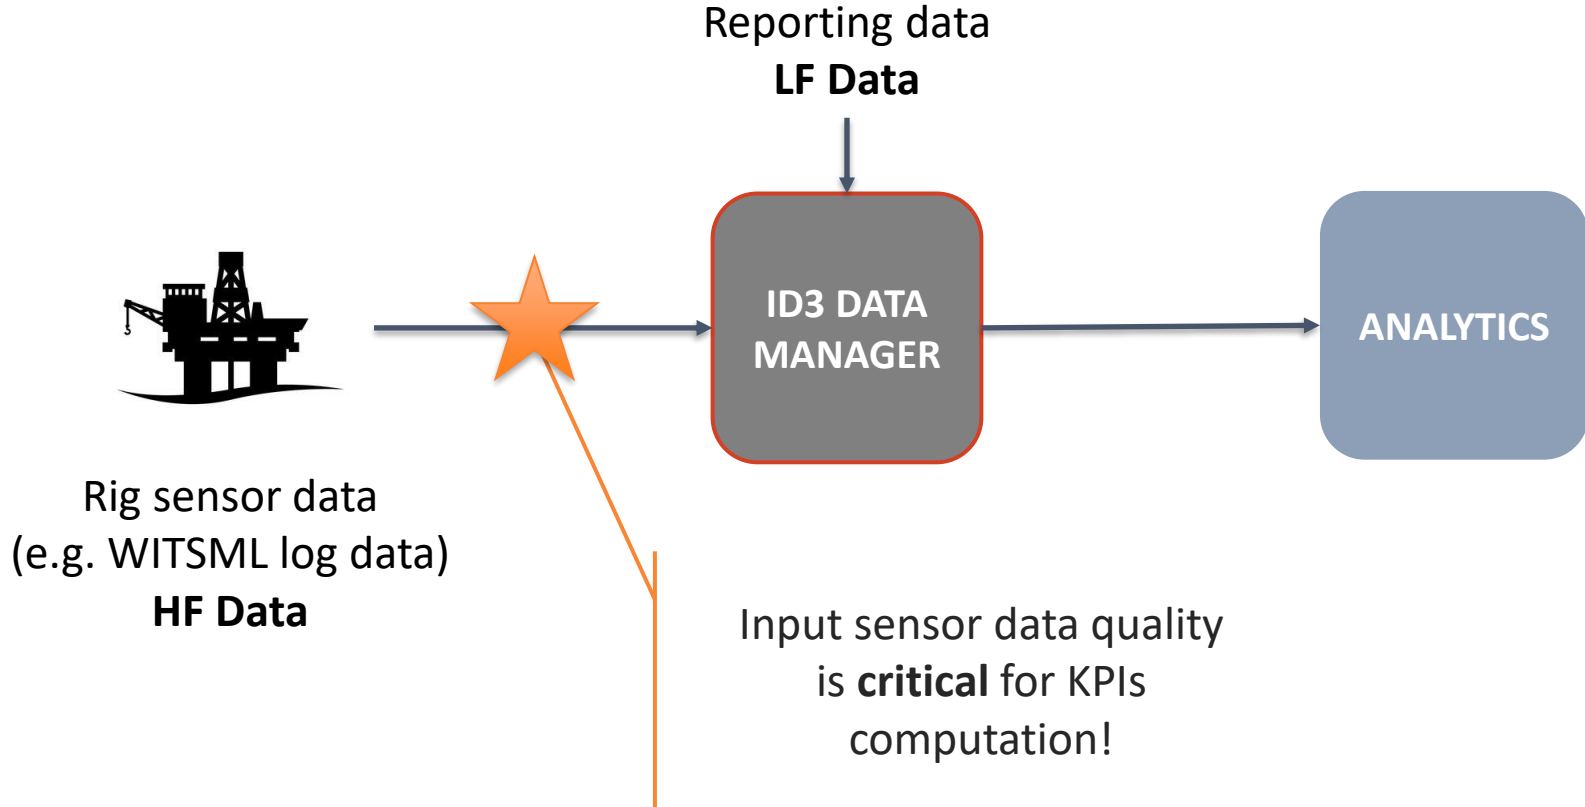 Reporting data
LF Data
ID3 DATA
MANAGER
ANALYTICS
Rig sensor data
(e.g. WITSML log data)
HF Data
Input sensor data quality
is critical for KPIs
computation!